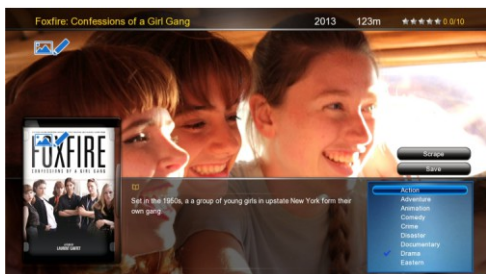 Foxfire: Confessions of a Girl Gang
2013
123m
0.0/10
FOXFIRE
CONFESSIONS OF A GIRL GANG
LAURENT CANTET
Scrape
Save
Set in the 1950s, a a group of young girls in upstate New York form their
own gang
Action
Adventure
Animation
Comedy
Crime
Disaster
Documentary
Drama
Eastern